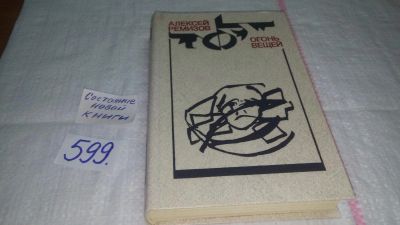 АЛЕКСЕЙ
РЕМИЗОВ
ОГОНЬ
ВЕЩЕЙ
Состояние
новой
книги
599.